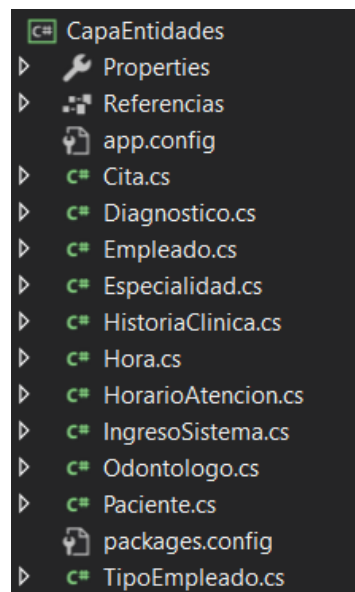 C# CapaEntidades
Properties
Referencias
app.config
C# Cita.cs
C# Diagnostico.cs
C# Empleado.cs
C# Especialidad.cs
C# HistoriaClinica.cs
C# Hora.cs
C# HorarioAtencion.cs
C# IngresoSistema.cs
C# Odontologo.cs
C# Paciente.cs
packages.config
C# TipoEmpleado.cs